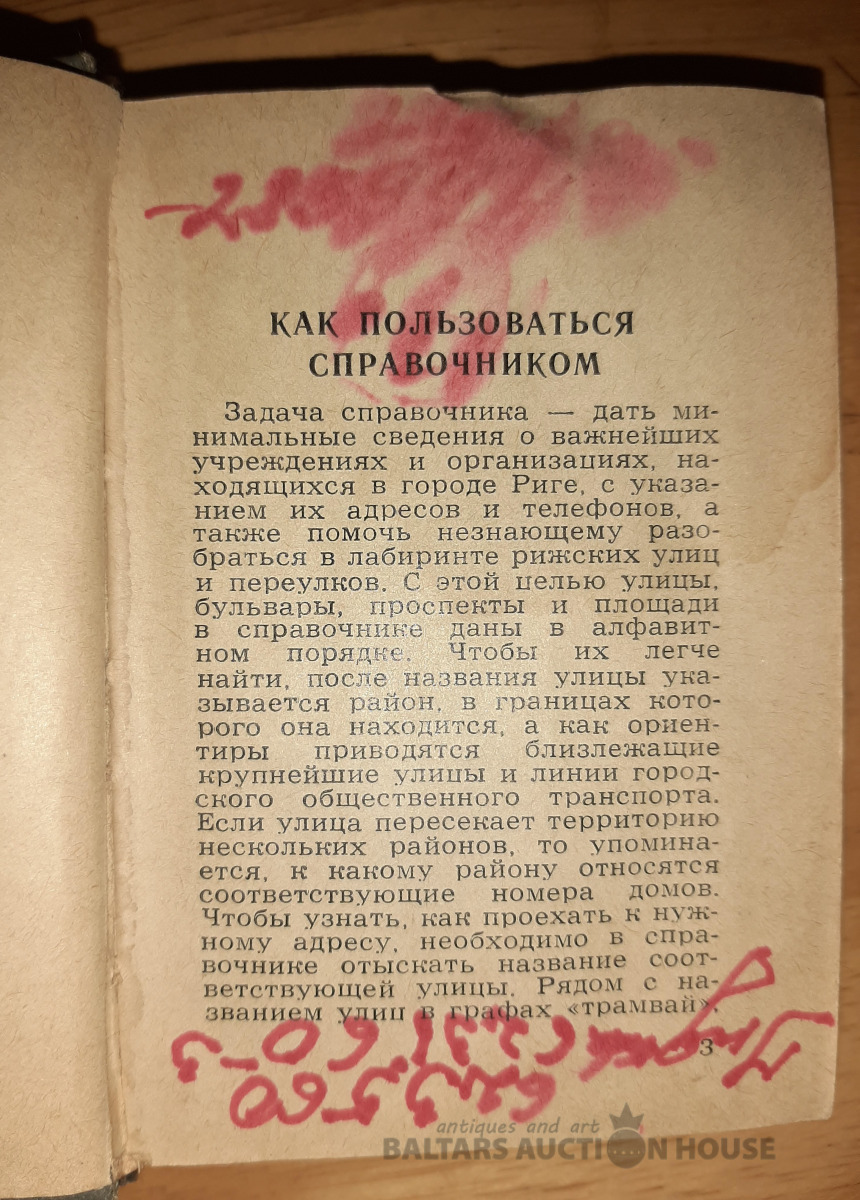 КАК ПОЛЬЗОВАТЬСЯ
СПРАВОЧНИКОМ
Задача справочника — дать ми-
нимальные сведения о важнейших
учреждениях и организациях, на-
ходящихся в городе Риге, с указа-
нием их адресов и телефонов, а
также помочь незнающему разо-
браться в лабиринте рижских улиц
и переулков. С этой целью улицы,
бульвары, проспекты и площади
в справочнике даны в алфавит-
ном порядке. Чтобы их легче
найти, после названия улицы ука-
зывается район, в границах кото-
рого она находится, а как ориен-
тиры приводятся близлежащие
крупнейшие улицы и линии город-
ского общественного транспорта.
Если улица пересекает территорию
нескольких районов, то упомина-
ется, к какому району относятся
соответствующие номера домов.
Чтобы узнать, как проехать к нуж-
ному адресу, необходимо в спра-
вочнике отыскать название соот-
ветствующей улицы. Рядом с на-
званием улиц в графах «трамвай»,
3
antiques and art
BALTARS AUCTION HOUSE